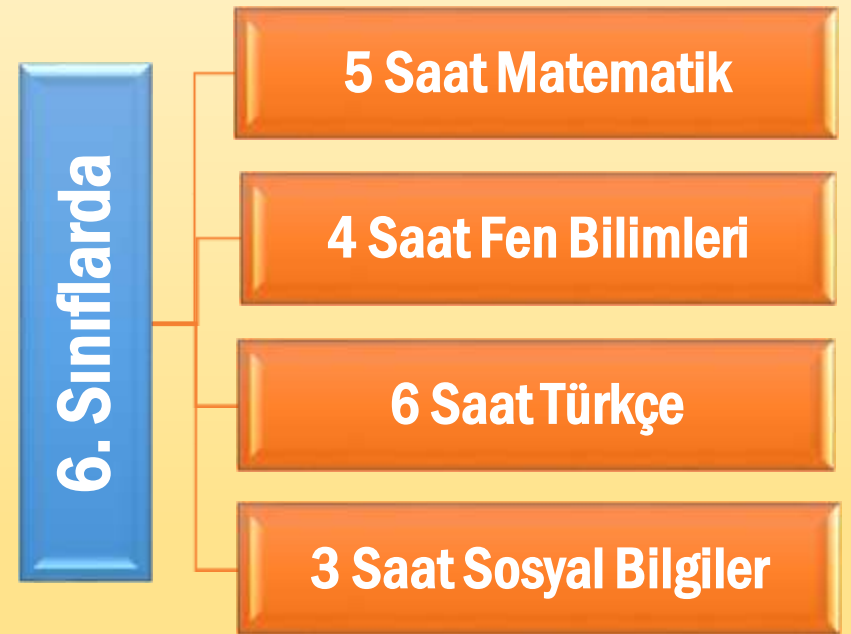 6. Sınıflarda
5 Saat Matematik
4 Saat Fen Bilimleri
6 Saat Türkçe
3 Saat Sosyal Bilgiler